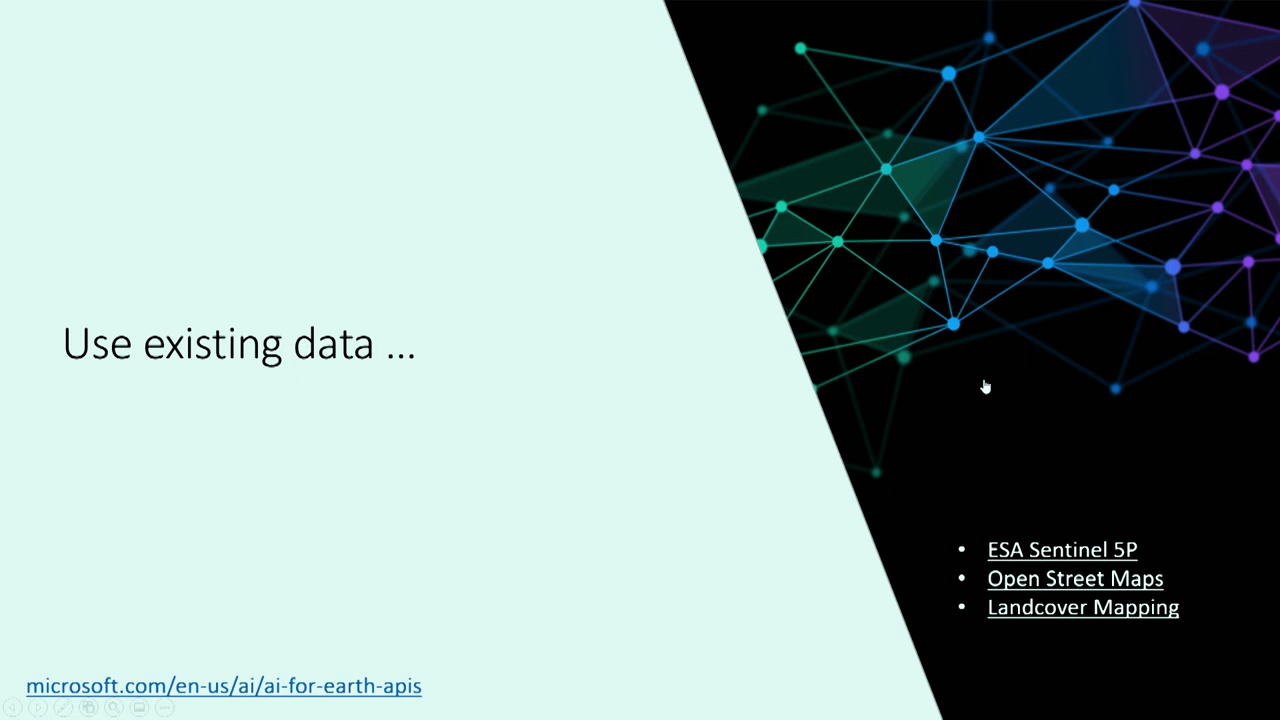 Use existing data ...
• ESA Sentinel 5P
• Open Street Maps
• Landcover Mapping
microsoft.com/en-us/ai/ai-for-earth-apis